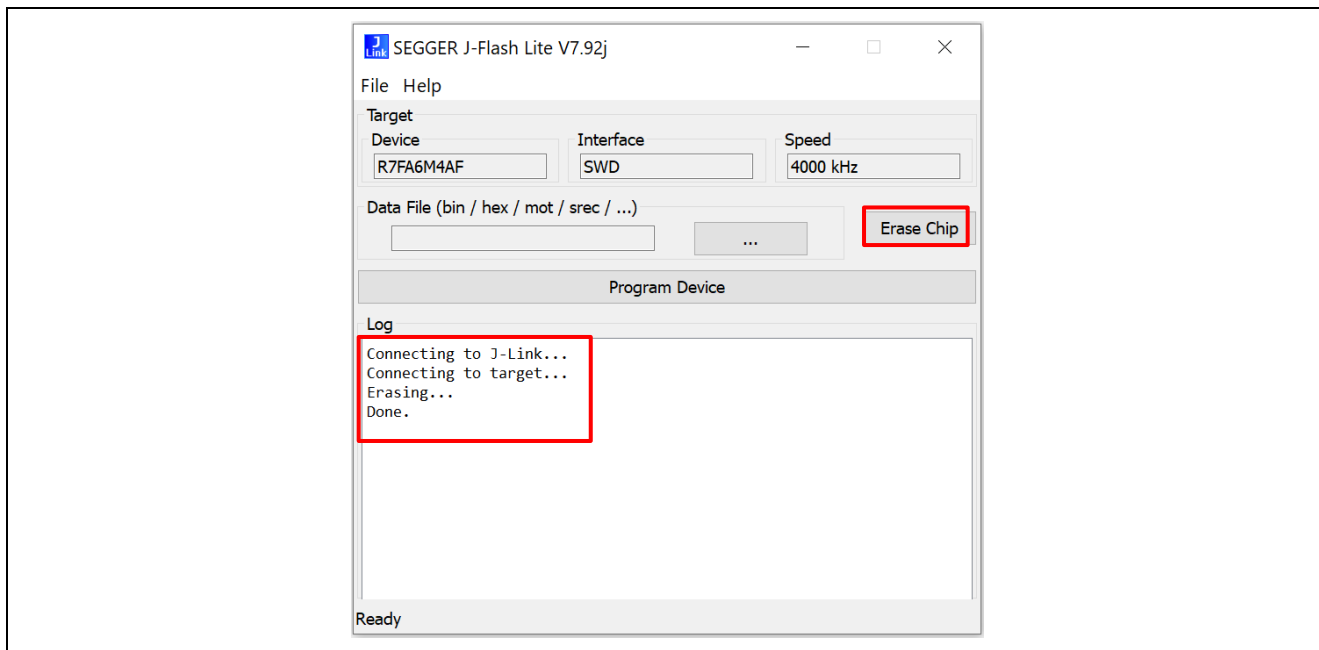 J Link SEGGER J-Flash Lite V7.92j
File Help
Target
Device Interface Speed
R7FA6M4AF SWD 4000 kHz
Data File (bin / hex / mot / srec / ...)
... Erase Chip
Program Device
Log
Connecting to J-Link...
Connecting to target...
Erasing...
Done.
Ready